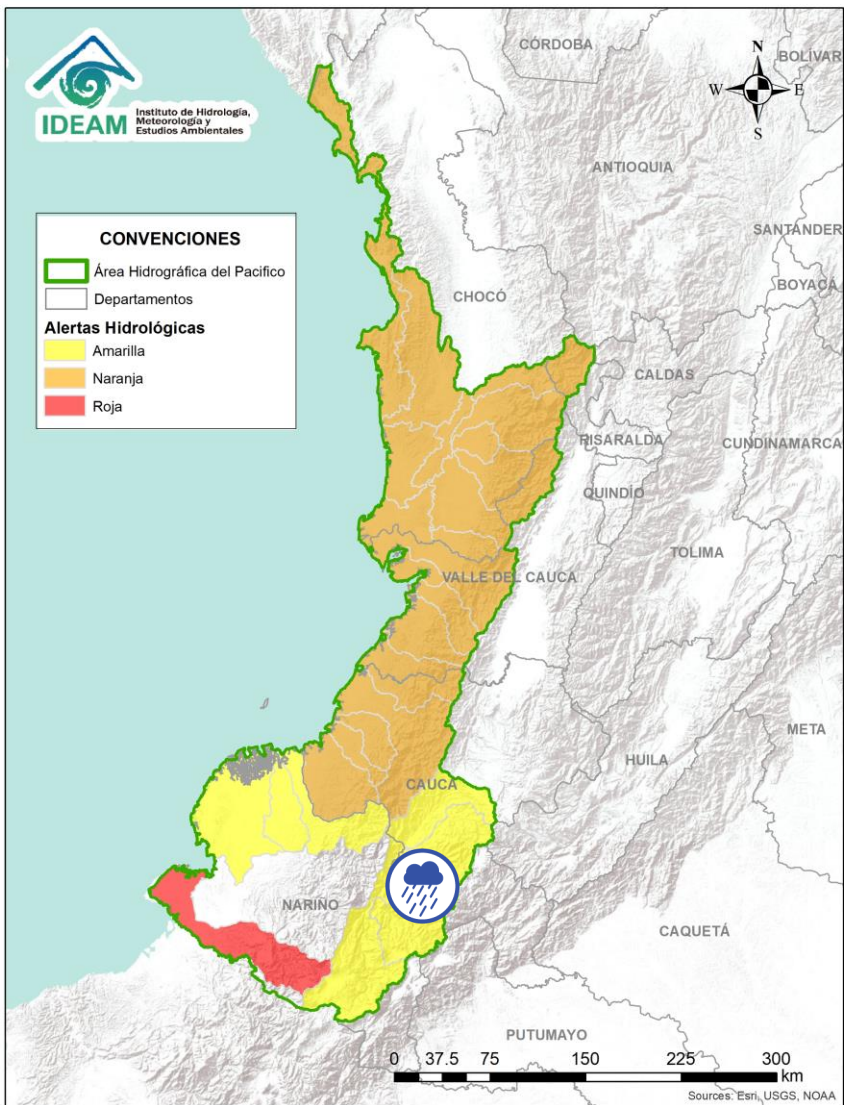 IDEAM
Instituto de Hidrología,
Meteorología y
Estudios Ambientales
N
W
E
S
CÓRDOBA
BOLÍVAR
ANTIOQUIA
SANTANDER
BOYACÁ
CONVENCIONES
Área Hidrográfica del Pacifico
Departamentos
Alertas Hidrológicas
Amarilla
Naranja
Roja
CHOCÓ
CALDAS
RISARALDA
CUNDINAMARCA
QUINDÍO
TOLIMA
VALLE DEL CAUCA
META
HUILA
CAUCA
NARIÑO
CAQUETÁ
PUTUMAYO
0 37.5 75 150 225 300
km
Sources: Esri, USGS, NOAA